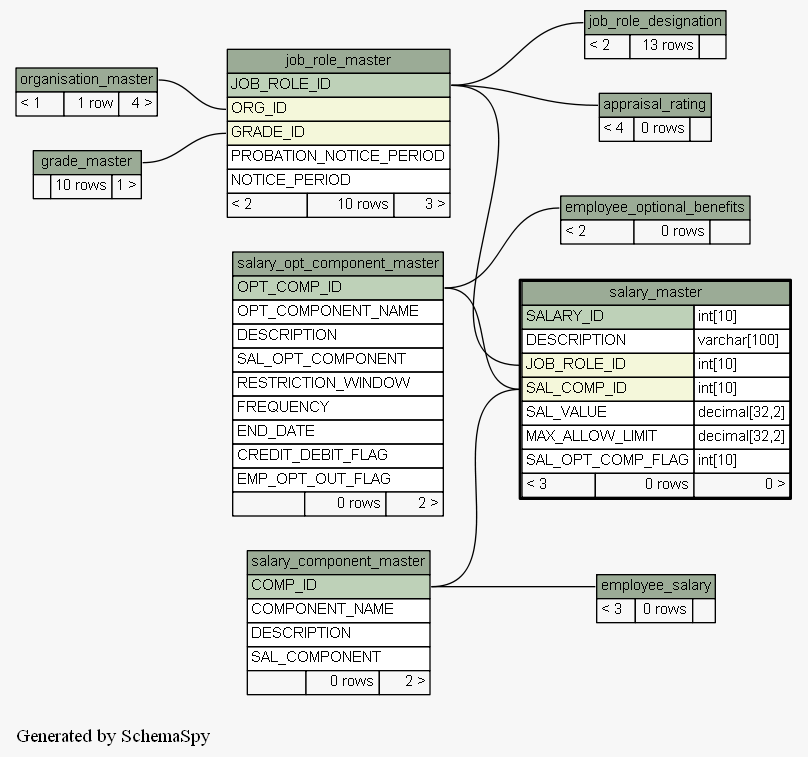 job_role_designation
< 2 13 rows
job_role_master
JOB_ROLE_ID
ORG_ID
GRADE_ID
PROBATION_NOTICE_PERIOD
NOTICE_PERIOD
< 2 10 rows 3 >
organisation_master
< 1 1 row 4 >
appraisal_rating
< 4 0 rows
grade_master
10 rows 1 >
employee_optional_benefits
< 2 0 rows
salary_opt_component_master
OPT_COMP_ID
OPT_COMPONENT_NAME
DESCRIPTION
SAL_OPT_COMPONENT
RESTRICTION_WINDOW
FREQUENCY
END_DATE
CREDIT_DEBIT_FLAG
EMP_OPT_OUT_FLAG
0 rows 2 >
salary_master
SALARY_ID int[10]
DESCRIPTION varchar[100]
JOB_ROLE_ID int[10]
SAL_COMP_ID int[10]
SAL_VALUE decimal[32,2]
MAX_ALLOW_LIMIT decimal[32,2]
SAL_OPT_COMP_FLAG int[10]
< 3 0 rows 0 >
salary_component_master
COMP_ID
COMPONENT_NAME
DESCRIPTION
SAL_COMPONENT
0 rows 2 >
employee_salary
< 3 0 rows
Generated by SchemaSpy